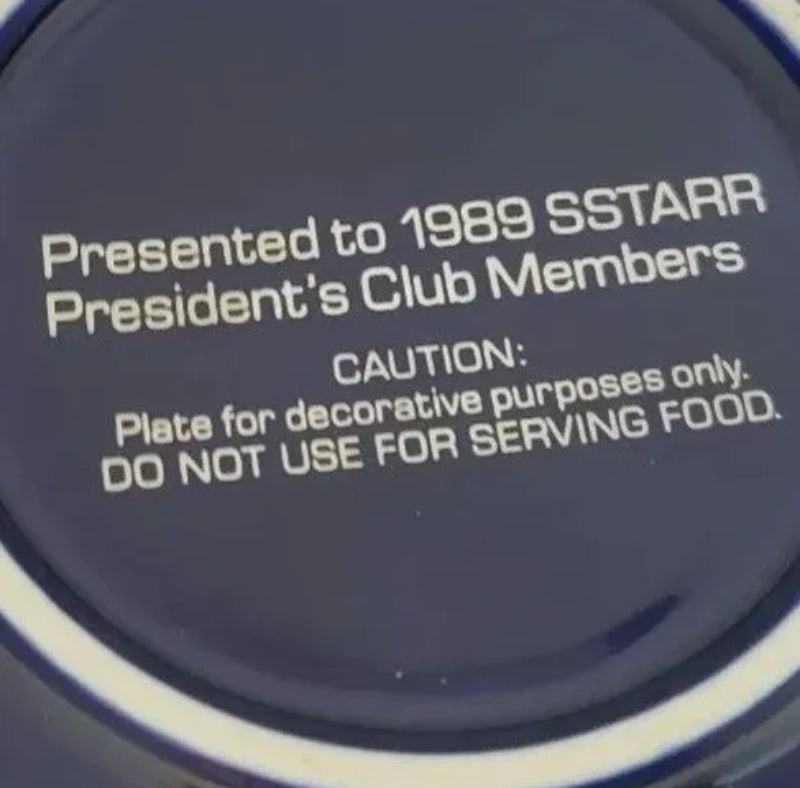 Presented to 1989 SSTARR
President's Club Members
CAUTION:
Plate for decorative purposes only.
DO NOT USE FOR SERVING FOOD.